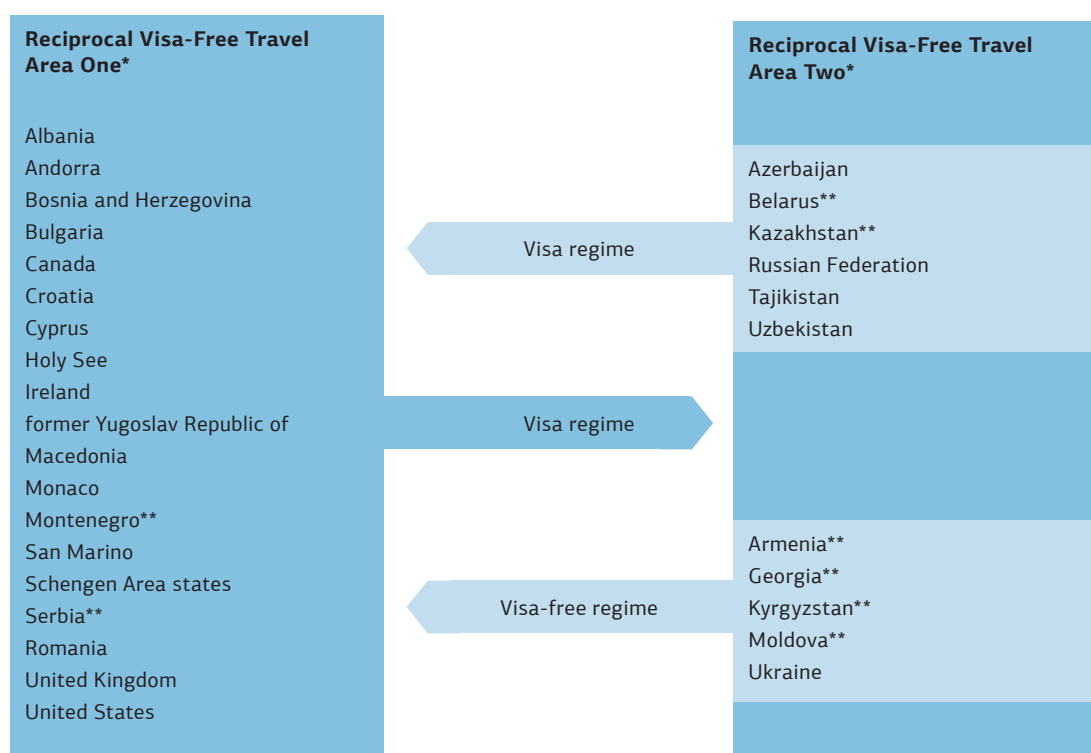 Reciprocal Visa-Free Travel
Area One*
Albania
Andorra
Bosnia and Herzegovina
Bulgaria
Canada
Croatia
Cyprus
Holy See
Ireland
former Yugoslav Republic of
Macedonia
Monaco
Montenegro**
San Marino
Schengen Area states
Serbia**
Romania
United Kingdom
United States
Visa regime
Visa regime
Visa-free regime
Reciprocal Visa-Free Travel
Area Two*
Azerbaijan
Belarus**
Kazakhstan**
Russian Federation
Tajikistan
Uzbekistan
Armenia**
Georgia**
Kyrgyzstan**
Moldova**
Ukraine